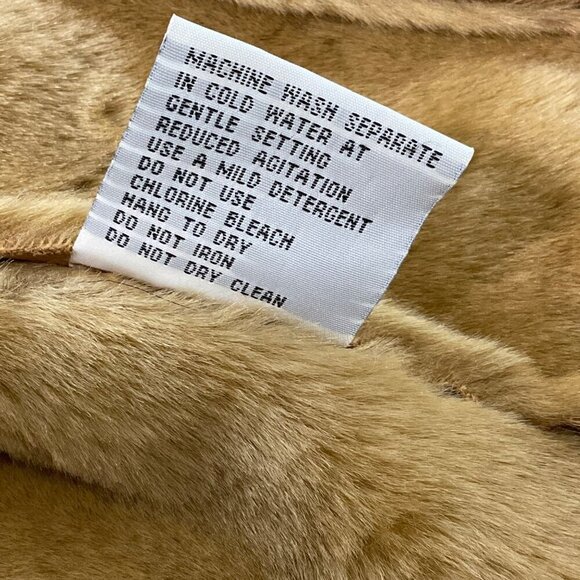 MACHINE WASH SEPARATE
IN COLD WATER AT
GENTLE SETTING
REDUCED AGITATION
USE A MILD DETERGENT
DO NOT USE
CHLORINE BLEACH
HANG TO DRY
DO NOT IRON
DO NOT DRY CLEAN